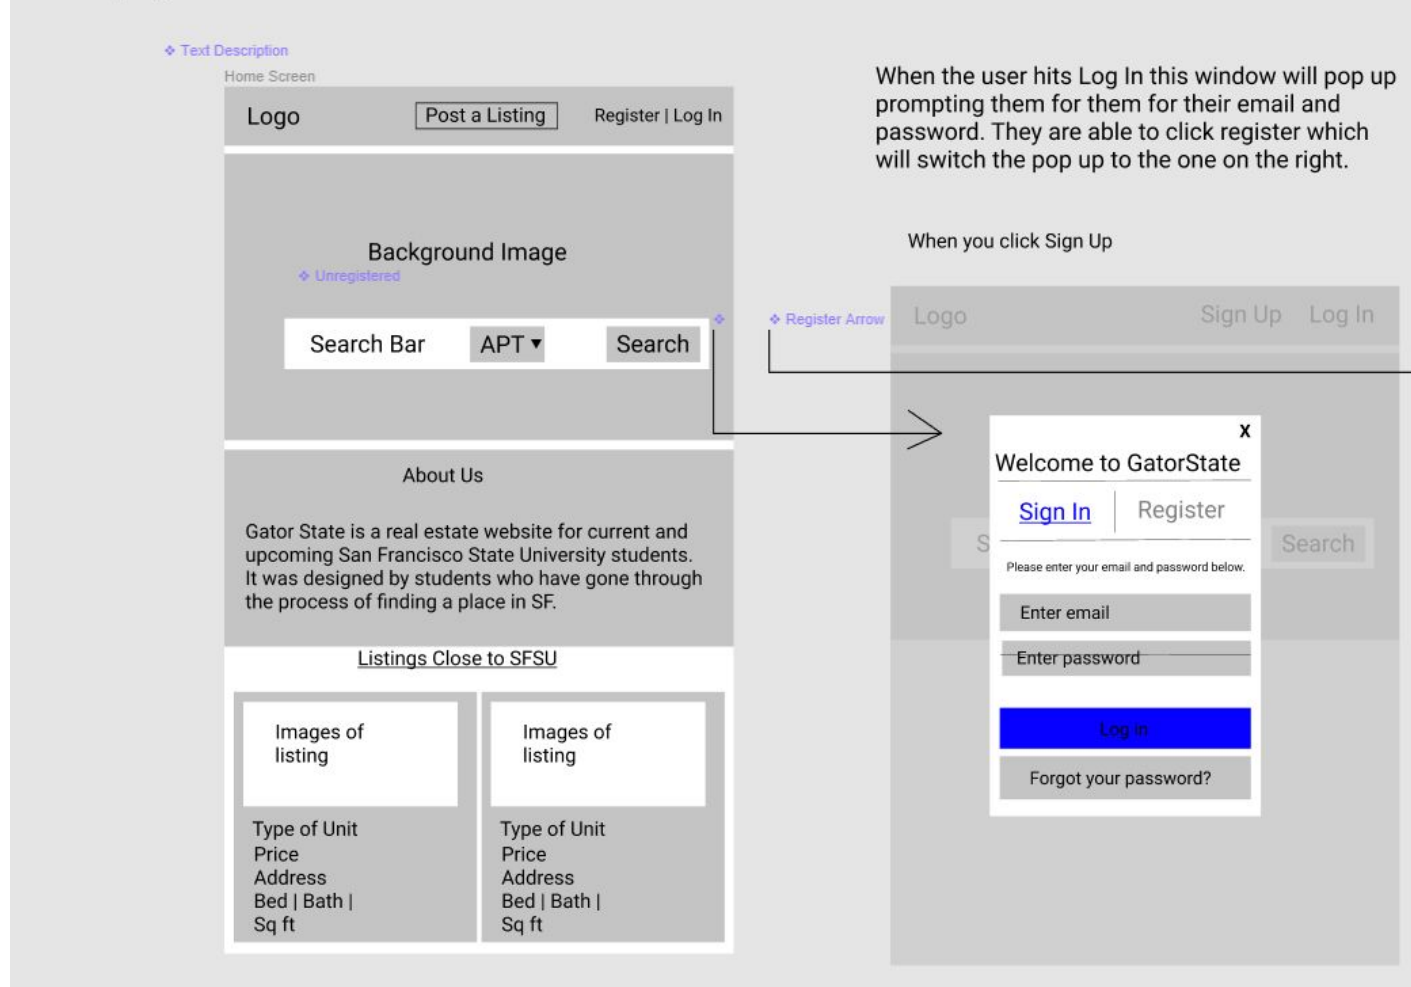 Text Description
Home Screen
Logo
Post a Listing
Register | Log In
Background Image
Unregistered
Search Bar
APT
Search
About Us
Gator State is a real estate website for current and
upcoming San Francisco State University students.
It was designed by students who have gone through
the process of finding a place in SF.
Listings Close to SFSU
Images of
listing
Type of Unit
Price
Address
Bed | Bath |
Sq ft
Images of
listing
Type of Unit
Price
Address
Bed | Bath |
Sq ft
When the user hits Log In this window will pop up
prompting them for them for their email and
password. They are able to click register which
will switch the pop up to the one on the right.
When you click Sign Up
Register Arrow
Logo
Sign Up
Log In
X
Welcome to GatorState
Sign In
Register
S
Search
Please enter your email and password below.
Enter email
Enter password
Log in
Forgot your password?